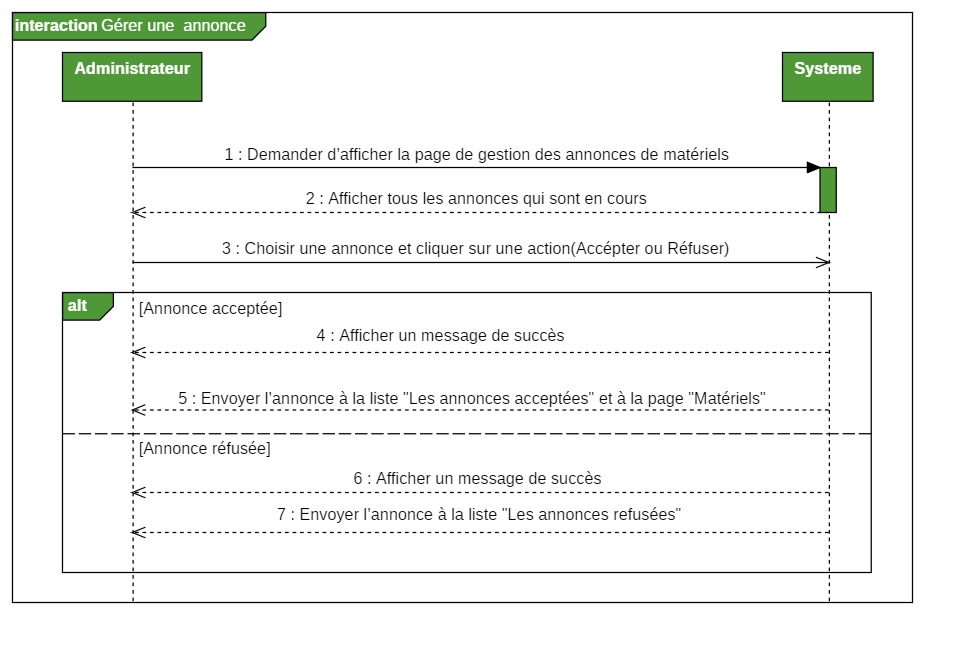 interaction Gérer une  annonce
Administrateur
Systeme
1 : Demander d’afficher la page de gestion des annonces de matériels
2 : Afficher tous les annonces qui sont en cours
3 : Choisir une annonce et cliquer sur une action(Accépter ou Réfuser)
alt
[Annonce acceptée]
4 : Afficher un message de succès
5 : Envoyer l’annonce à la liste "Les annonces acceptées" et à la page "Matériels"
[Annonce réfusée]
6 : Afficher un message de succès
7 : Envoyer l’annonce à la liste "Les annonces refusées"